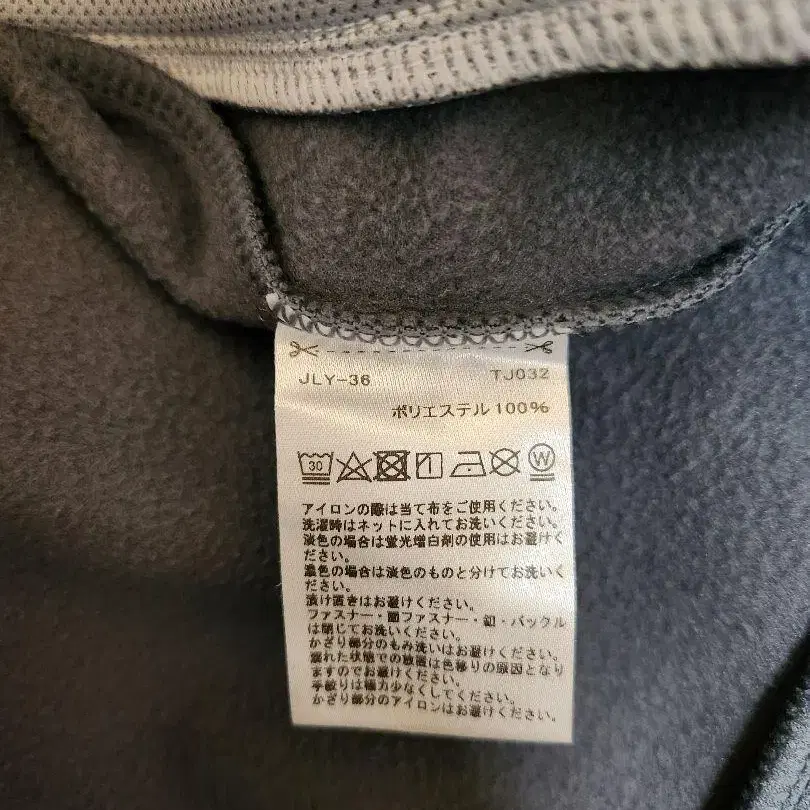 JLY-36 TJ032
ポリエステル 100%
30 W
アイロンの際は当て布をご使用ください。
洗濯時はネットに入れてお洗いください。
淡色の場合は蛍光増白剤の使用はお避けく
ださい。
濃色の場合は淡色のものと分けてお洗いく
ださい。
漬け置きはお避けください。
ファスナー・面ファスナー・釦・バックル
は閉じてお洗いください。
かざり部分のもみ洗いはお避けください。
濡れた状態での放置は色移りの原因となり
ますのでお避けください。
手絞りは極力少なくしてください。
かざり部分のアイロンはお避けください。